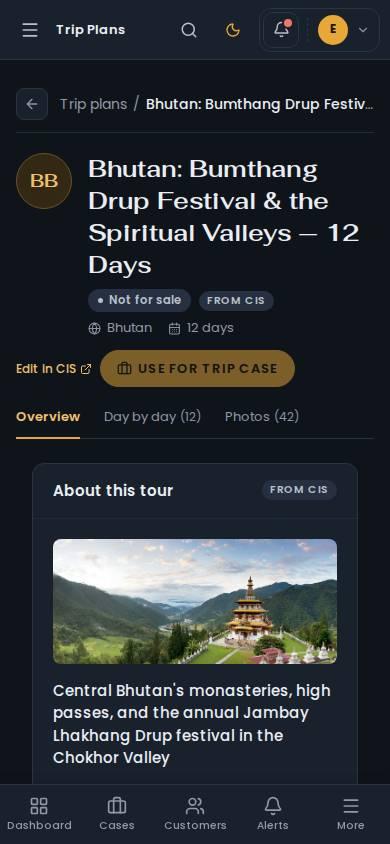 Trip Plans
E
Trip plans / Bhutan: Bumthang Drup Festiv…
BB
Bhutan: Bumthang
Drup Festival & the
Spiritual Valleys — 12
Days
Not for sale
FROM CIS
Bhutan
12 days
Edit in CIS
USE FOR TRIP CASE
Overview
Day by day (12)
Photos (42)
About this tour
FROM CIS
Central Bhutan's monasteries, high
passes, and the annual Jambay
Lhakhang Drup festival in the
Chokhor Valley
Dashboard
Cases
Customers
Alerts
More